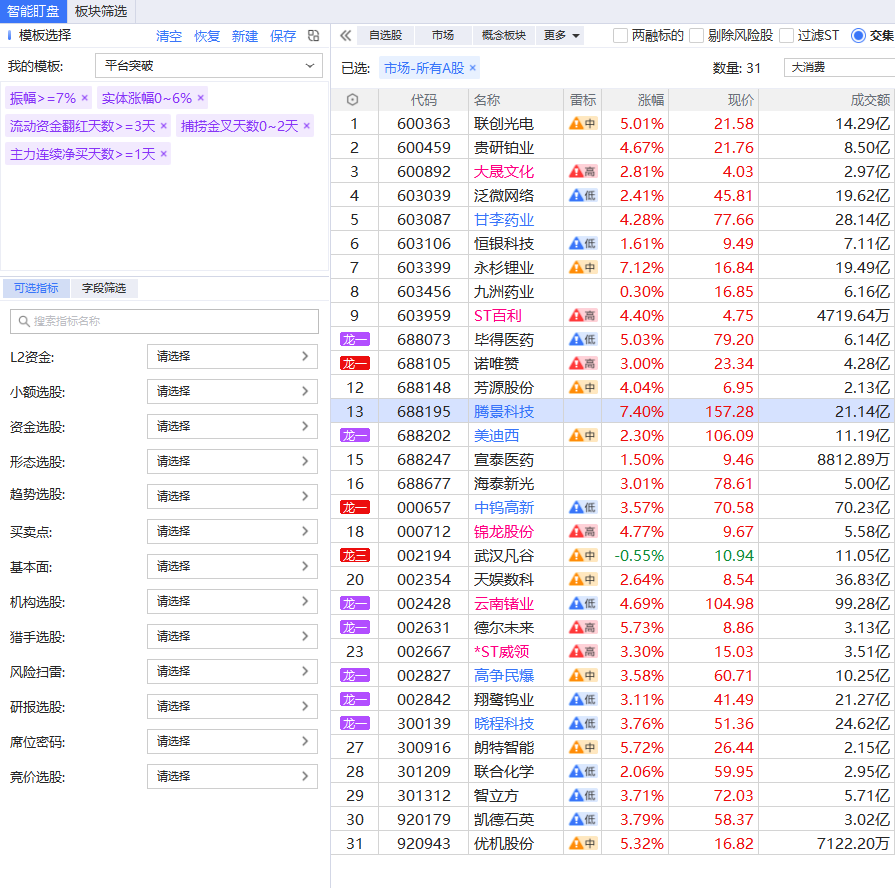 智能盯盘 板块筛选
模板选择 清空 恢复 新建 保存
我的模板: 平台突破
振幅>=7% × 实体涨幅0~6% ×
流动资金翻红天数>=3天 × 捕捞金叉天数0~2天 ×
主力连续净买天数>=1天 ×
可选指标 字段筛选
搜索指标名称
L2资金: 请选择
小额选股: 请选择
资金选股: 请选择
形态选股: 请选择
趋势选股: 请选择
买卖点: 请选择
基本面: 请选择
机构选股: 请选择
猎手选股: 请选择
风险扫雷: 请选择
研报选股: 请选择
席位密码: 请选择
竞价选股: 请选择
自选股 市场 概念板块 更多 两融标的 剔除风险股 过滤ST 交集
已选: 市场-所有A股 × 数量: 31 大消费
代码 名称 雷标 涨幅 现价 成交额
1 600363 联创光电 中 5.01% 21.58 14.29亿
2 600459 贵研铂业 4.67% 21.76 8.50亿
3 600892 大晟文化 高 2.81% 4.03 2.97亿
4 603039 泛微网络 低 2.41% 45.81 19.62亿
5 603087 甘李药业 4.28% 77.66 28.14亿
6 603106 恒银科技 低 1.61% 9.49 7.11亿
7 603399 永杉锂业 中 7.12% 16.84 19.49亿
8 603456 九洲药业 0.30% 16.85 6.16亿
9 603959 ST百利 高 4.40% 4.75 4719.64万
龙一 688073 毕得医药 低 5.03% 79.20 6.14亿
龙一 688105 诺唯赞 高 3.00% 23.34 4.28亿
12 688148 芳源股份 中 4.04% 6.95 2.13亿
13 688195 腾景科技 7.40% 157.28 21.14亿
龙一 688202 美迪西 中 2.30% 106.09 11.19亿
15 688247 宣泰医药 1.50% 9.46 8812.89万
16 688677 海泰新光 3.01% 78.61 5.00亿
龙一 000657 中钨高新 低 3.57% 70.58 70.23亿
18 000712 锦龙股份 高 4.77% 9.67 5.58亿
龙三 002194 武汉凡谷 中 -0.55% 10.94 11.05亿
20 002354 天娱数科 中 2.64% 8.54 36.83亿
龙一 002428 云南锗业 低 4.69% 104.98 99.28亿
龙一 002631 德尔未来 高 5.73% 8.86 3.13亿
23 002667 *ST威领 高 3.30% 15.03 3.51亿
龙一 002827 高争民爆 中 3.58% 60.71 10.25亿
龙一 002842 翔鹭钨业 低 3.11% 41.49 21.27亿
龙一 300139 晓程科技 低 3.76% 51.36 24.62亿
27 300916 朗特智能 中 5.72% 26.44 2.15亿
28 301209 联合化学 低 2.06% 59.95 2.95亿
29 301312 智立方 低 3.71% 72.03 5.71亿
30 920179 凯德石英 低 3.79% 58.37 3.02亿
31 920943 优机股份 中 5.32% 16.82 7122.20万